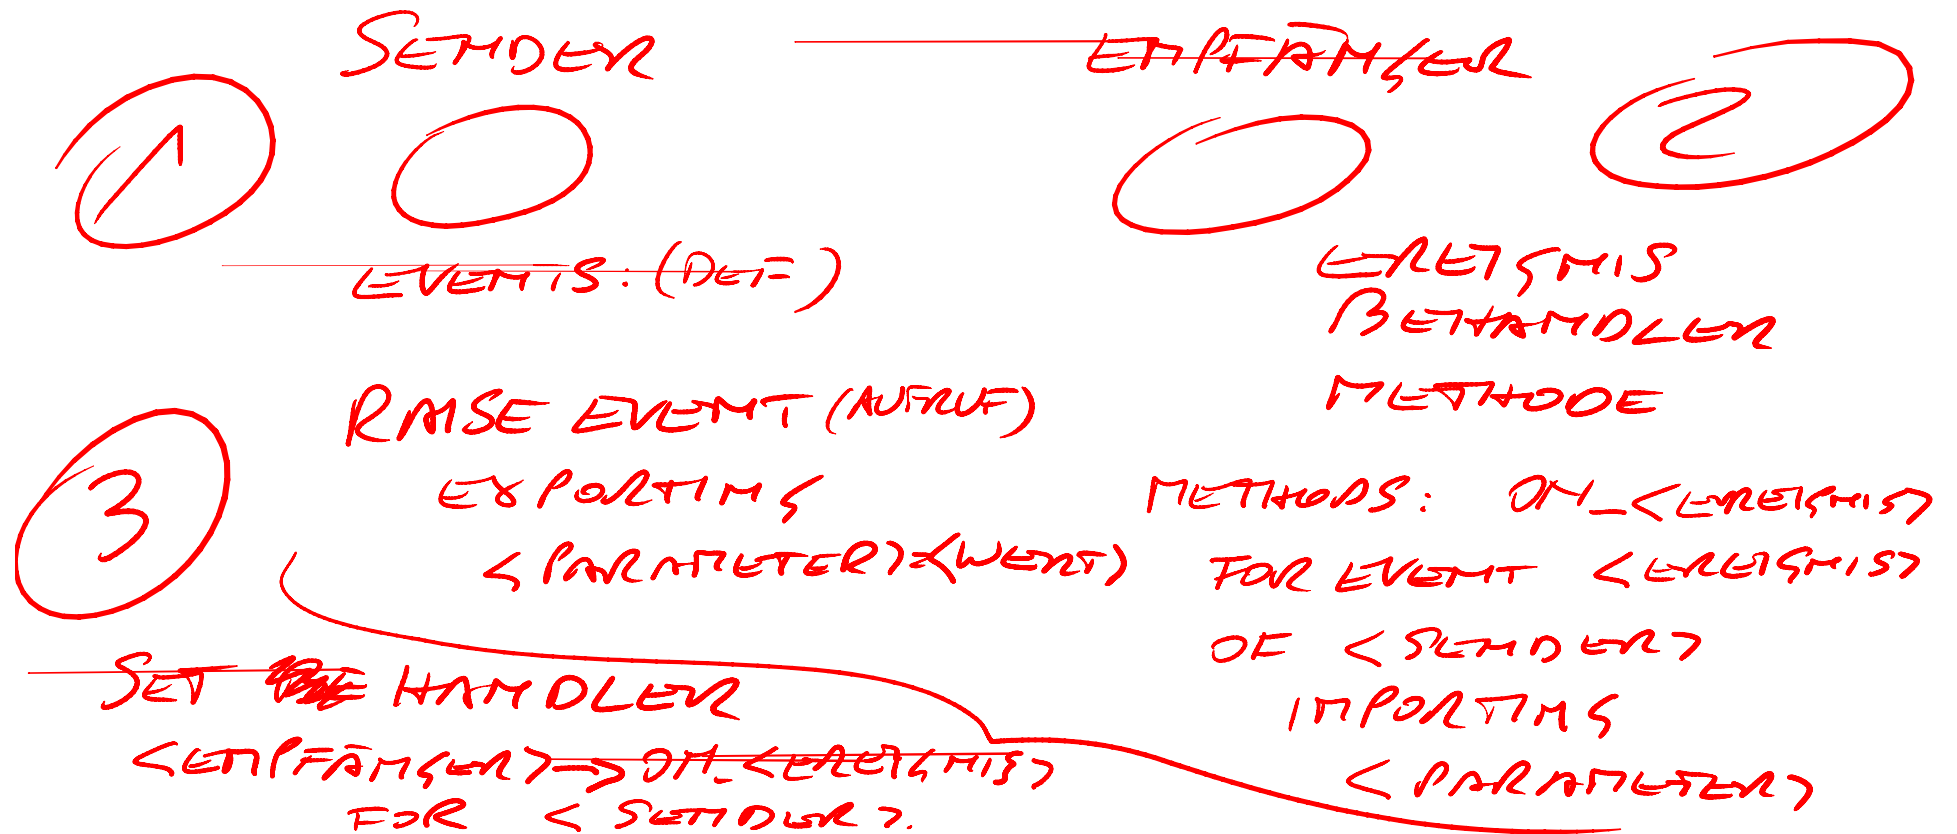 SENDER
EMPFÄNGER
1
2
EVENTS: (DEF)
EREIGNIS
BEHANDLER
METHODE
RAISE EVENT (AUFRUF)
EXPORTING
<PARAMETER>=<WERT>
METHODS: ON_<EREIGNIS>
FOR EVENT <EREIGNIS>
OF <SENDER>
IMPORTING
<PARAMETER>
3
SET HANDLER
<EMPFÄNGER>->ON_<EREIGNIS>
FOR <SENDER>.